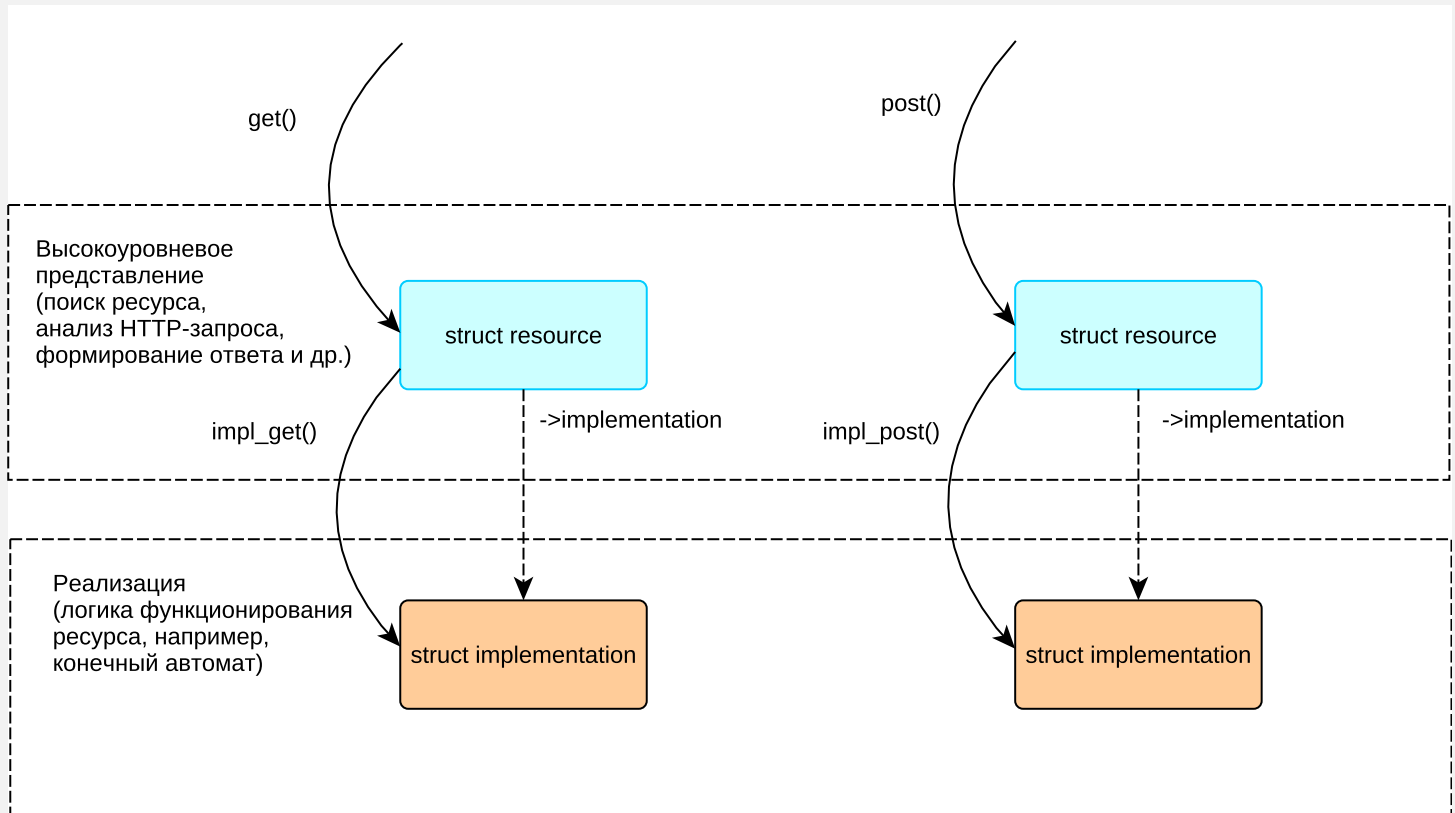 get()
post()
Высокоуровневое
представление
(поиск ресурса,
анализ HTTP-запроса,
формирование ответа и др.)
struct resource
struct resource
->implementation
->implementation
impl_get()
impl_post()
Реализация
(логика функционирования
ресурса, например,
конечный автомат)
struct implementation
struct implementation